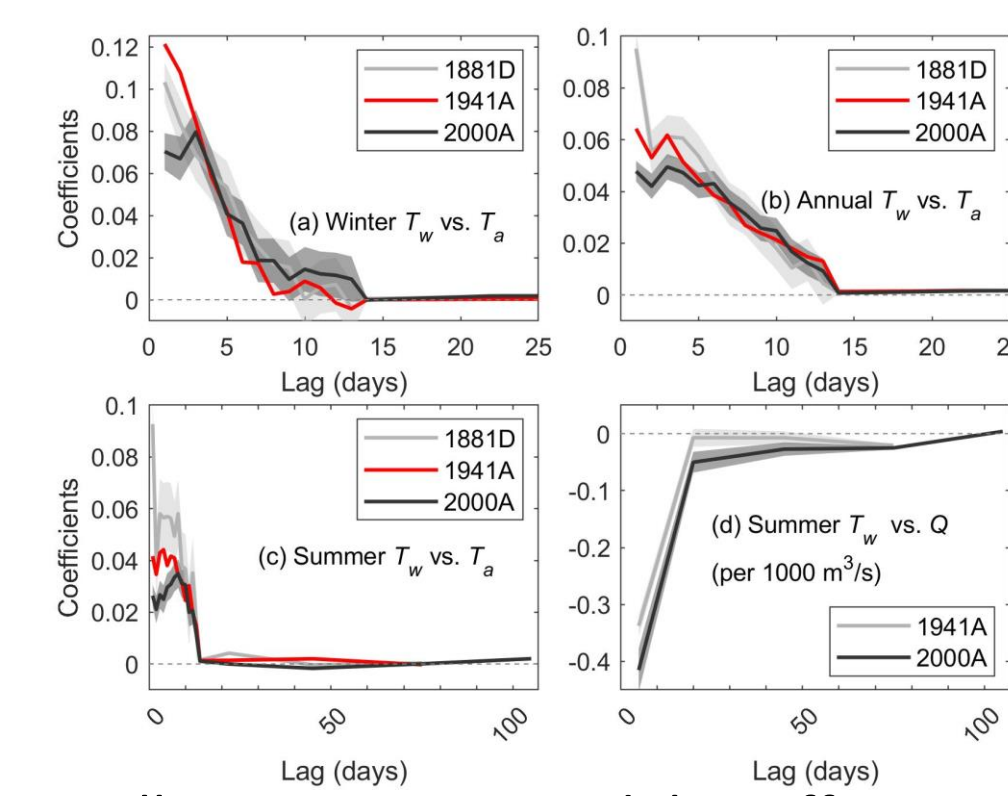 0.12
0.1
0.08
0.06
0.04
0.02
0
Coefficients
1881D
1941A
2000A
(a) Winter T_w vs. T_a
0 5 10 15 20 25
Lag (days)
0.1
0.08
0.06
0.04
0.02
0
1881D
1941A
2000A
(b) Annual T_w vs. T_a
0 5 10 15 20 2
Lag (days)
0.1
0.08
0.06
0.04
0.02
0
Coefficients
1881D
1941A
2000A
(c) Summer T_w vs. T_a
0 50 100
Lag (days)
0
-0.1
-0.2
-0.3
-0.4
(d) Summer T_w vs. Q
(per 1000 m³/s)
1941A
2000A
0 50 100
Lag (days)